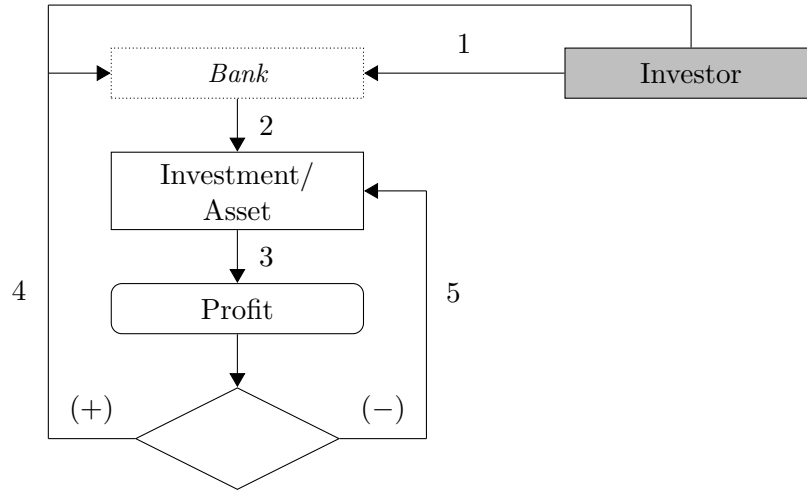 1
Bank
Investor
2
Investment/
Asset
3
4
5
Profit
(+)
(−)